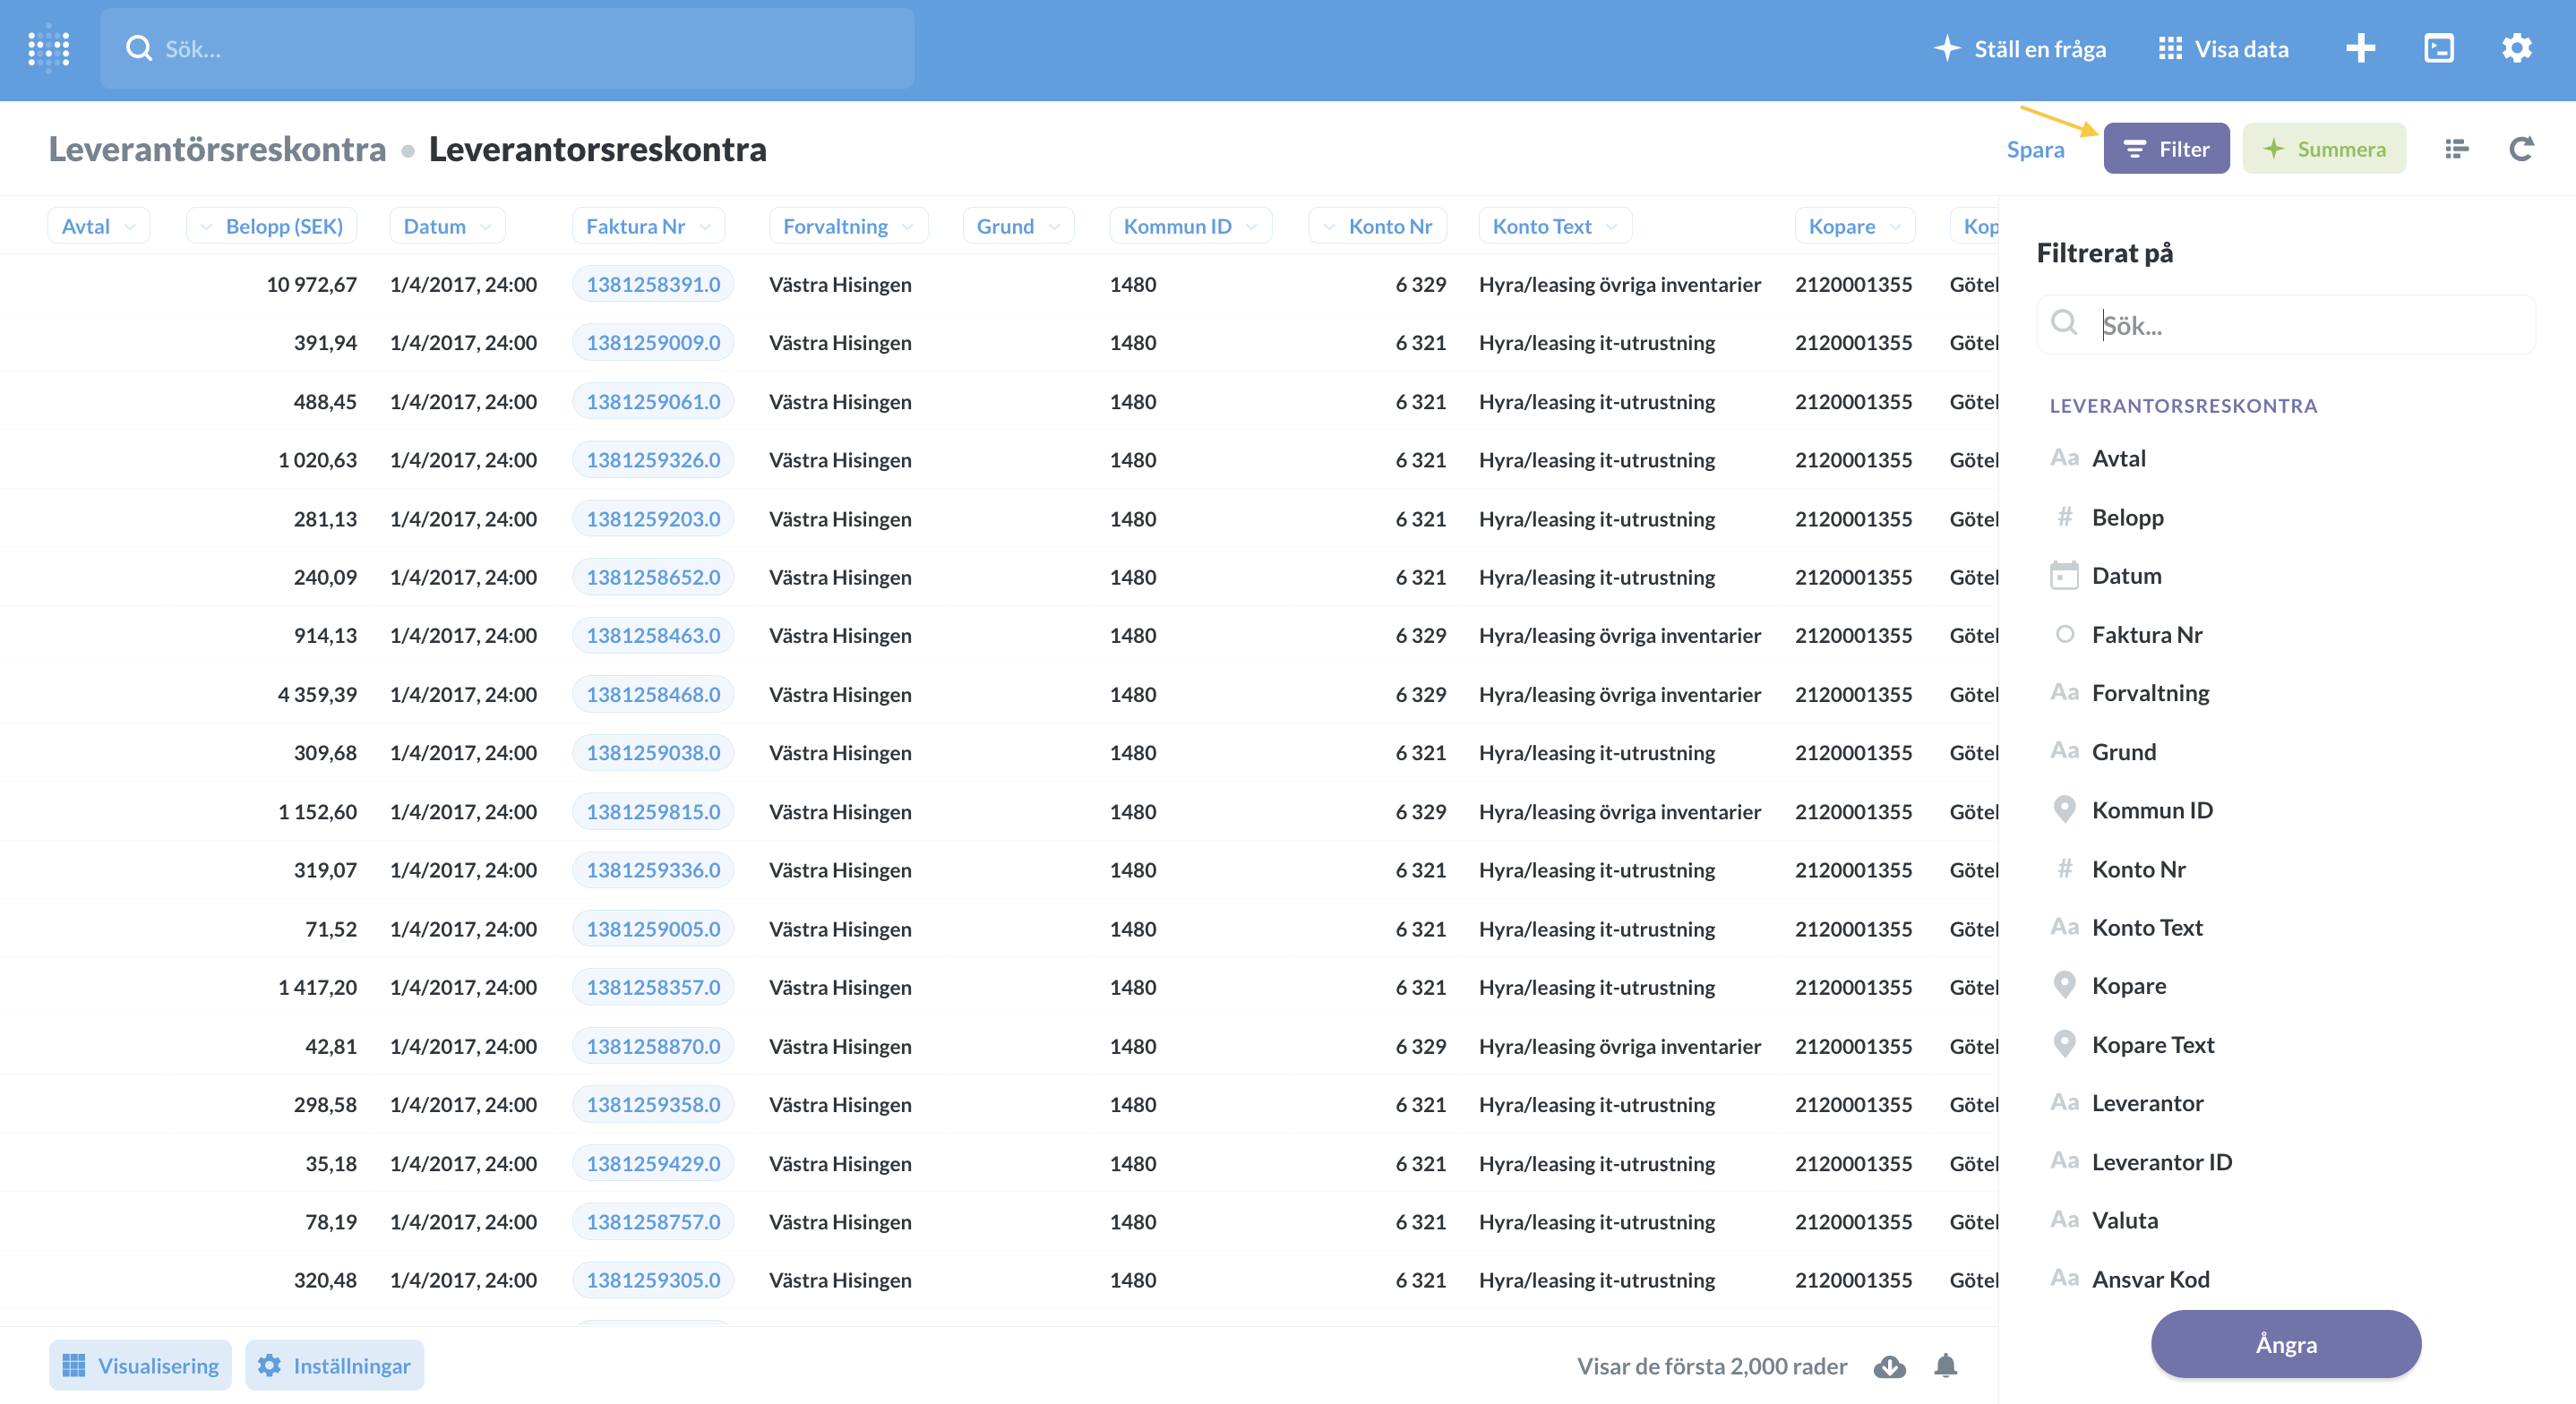 Sök...
Ställ en fråga
Visa data
Leverantörsreskontra • Leverantorsreskontra
Spara
Filter
Summera
Avtal Belopp (SEK) Datum Faktura Nr Forvaltning Grund Kommun ID Konto Nr Konto Text Kopare Kop
10 972,67 1/4/2017, 24:00 1381258391.0 Västra Hisingen 1480 6 329 Hyra/leasing övriga inventarier 2120001355 Götel
391,94 1/4/2017, 24:00 1381259009.0 Västra Hisingen 1480 6 321 Hyra/leasing it-utrustning 2120001355 Götel
488,45 1/4/2017, 24:00 1381259061.0 Västra Hisingen 1480 6 321 Hyra/leasing it-utrustning 2120001355 Götel
1 020,63 1/4/2017, 24:00 1381259326.0 Västra Hisingen 1480 6 321 Hyra/leasing it-utrustning 2120001355 Götel
281,13 1/4/2017, 24:00 1381259203.0 Västra Hisingen 1480 6 321 Hyra/leasing it-utrustning 2120001355 Götel
240,09 1/4/2017, 24:00 1381258652.0 Västra Hisingen 1480 6 321 Hyra/leasing it-utrustning 2120001355 Götel
914,13 1/4/2017, 24:00 1381258463.0 Västra Hisingen 1480 6 329 Hyra/leasing övriga inventarier 2120001355 Götel
4 359,39 1/4/2017, 24:00 1381258468.0 Västra Hisingen 1480 6 329 Hyra/leasing övriga inventarier 2120001355 Götel
309,68 1/4/2017, 24:00 1381259038.0 Västra Hisingen 1480 6 321 Hyra/leasing it-utrustning 2120001355 Götel
1 152,60 1/4/2017, 24:00 1381259815.0 Västra Hisingen 1480 6 329 Hyra/leasing övriga inventarier 2120001355 Götel
319,07 1/4/2017, 24:00 1381259336.0 Västra Hisingen 1480 6 321 Hyra/leasing it-utrustning 2120001355 Götel
71,52 1/4/2017, 24:00 1381259005.0 Västra Hisingen 1480 6 321 Hyra/leasing it-utrustning 2120001355 Götel
1 417,20 1/4/2017, 24:00 1381258357.0 Västra Hisingen 1480 6 321 Hyra/leasing it-utrustning 2120001355 Götel
42,81 1/4/2017, 24:00 1381258870.0 Västra Hisingen 1480 6 329 Hyra/leasing övriga inventarier 2120001355 Götel
298,58 1/4/2017, 24:00 1381259358.0 Västra Hisingen 1480 6 321 Hyra/leasing it-utrustning 2120001355 Götel
35,18 1/4/2017, 24:00 1381259429.0 Västra Hisingen 1480 6 321 Hyra/leasing it-utrustning 2120001355 Götel
78,19 1/4/2017, 24:00 1381258757.0 Västra Hisingen 1480 6 321 Hyra/leasing it-utrustning 2120001355 Götel
320,48 1/4/2017, 24:00 1381259305.0 Västra Hisingen 1480 6 321 Hyra/leasing it-utrustning 2120001355 Götel
Visualisering
Inställningar
Visar de första 2,000 rader
Filtrerat på
Sök...
LEVERANTORSRESKONTRA
Aa Avtal
# Belopp
Datum
Faktura Nr
Aa Forvaltning
Aa Grund
Kommun ID
# Konto Nr
Aa Konto Text
Kopare
Kopare Text
Aa Leverantor
Aa Leverantor ID
Aa Valuta
Aa Ansvar Kod
Ångra